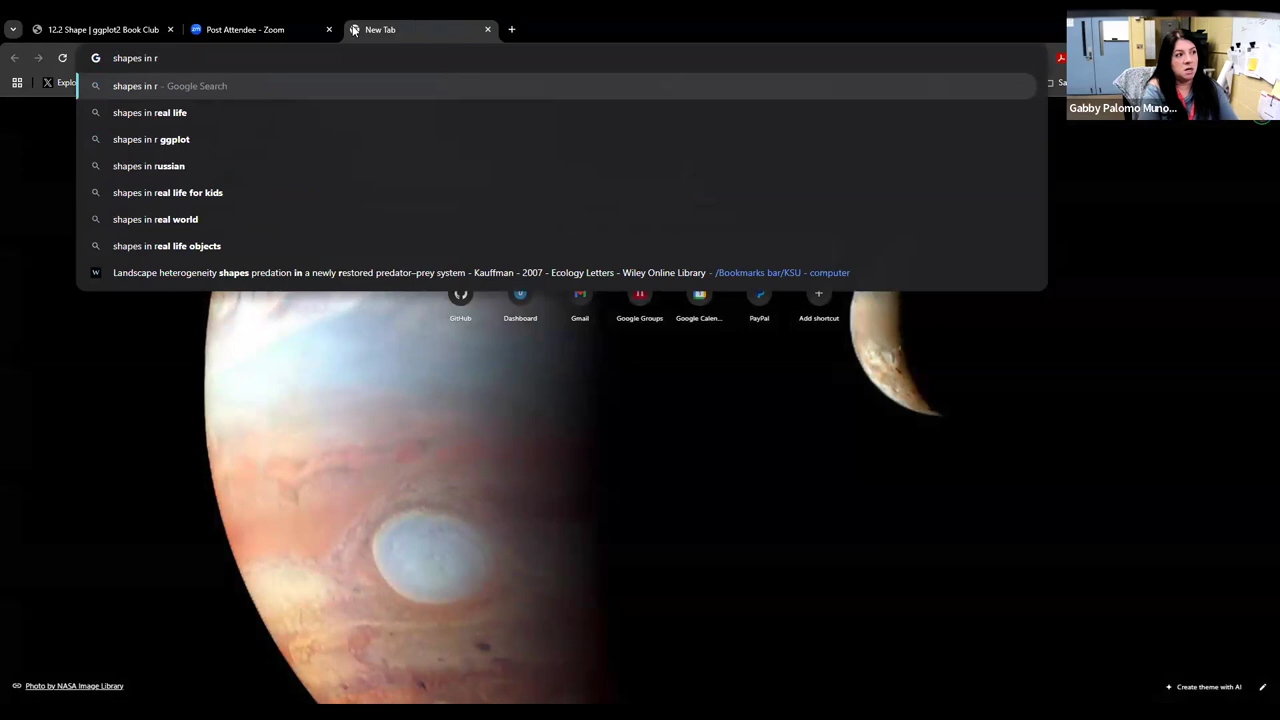 12.2 Shape | ggplot2 Book Club
Post Attendee - Zoom
New Tab
shapes in r
Explo
Sa
shapes in r - Google Search
shapes in real life
shapes in r ggplot
shapes in russian
shapes in real life for kids
shapes in real world
shapes in real life objects
Landscape heterogeneity shapes predation in a newly restored predator–prey system - Kauffman - 2007 - Ecology Letters - Wiley Online Library - /Bookmarks bar/KSU - computer
Gabby Palomo Muno...
GitHub
Dashboard
Gmail
Google Groups
Google Calen...
PayPal
Add shortcut
Photo by NASA Image Library
Create theme with AI